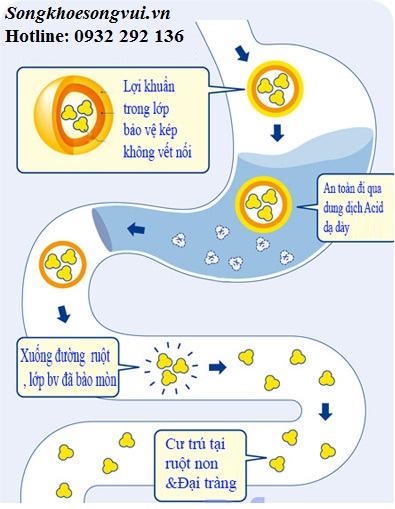 Songkhoesongvui.vn
Hotline: 0932 292 136
Lợi khuẩn
trong lớp
bảo vệ kép
không vết nối
An toàn đi qua
dung dịch Acid
dạ dày
Xuống đường ruột
, lớp bv đã bào mòn
Cư trú tại
ruột non
&Đại tràng